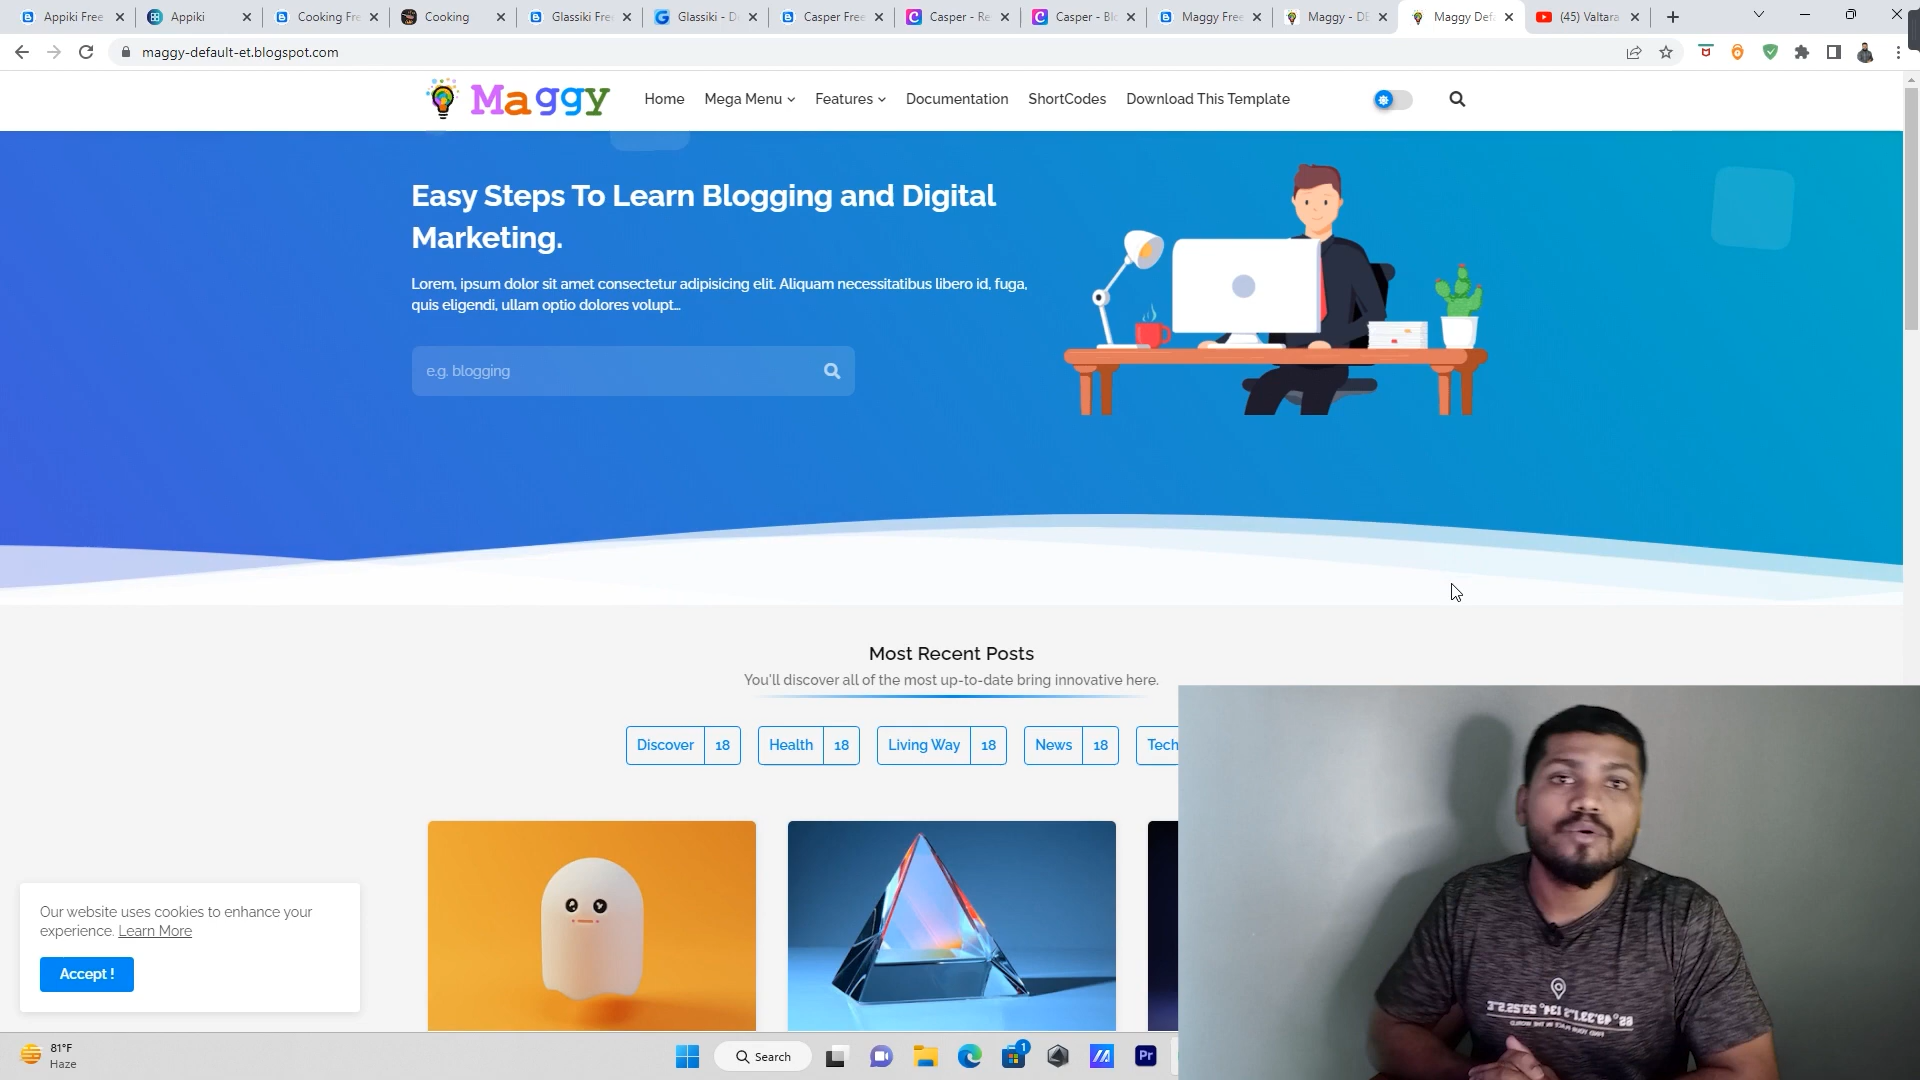 Appiki Free
Appiki
Cooking Fre
Cooking
Glassiki Fre
Glassiki - D
Casper Free
Casper - Re
Casper - Blo
Maggy Free
Maggy - DE
Maggy Defa
(45) Valtara
maggy-default-et.blogspot.com
Maggy
Home
Mega Menu
Features
Documentation
ShortCodes
Download This Template
Easy Steps To Learn Blogging and Digital
Marketing.
Lorem, ipsum dolor sit amet consectetur adipisicing elit. Aliquam necessitatibus libero id, fuga,
quis eligendi, ullam optio dolores volupt...
e.g. blogging
Most Recent Posts
You'll discover all of the most up-to-date bring innovative here.
Discover 18
Health 18
Living Way 18
News 18
Tech
Our website uses cookies to enhance your
experience. Learn More
Accept !
81°F
Haze
Search
1
Pr